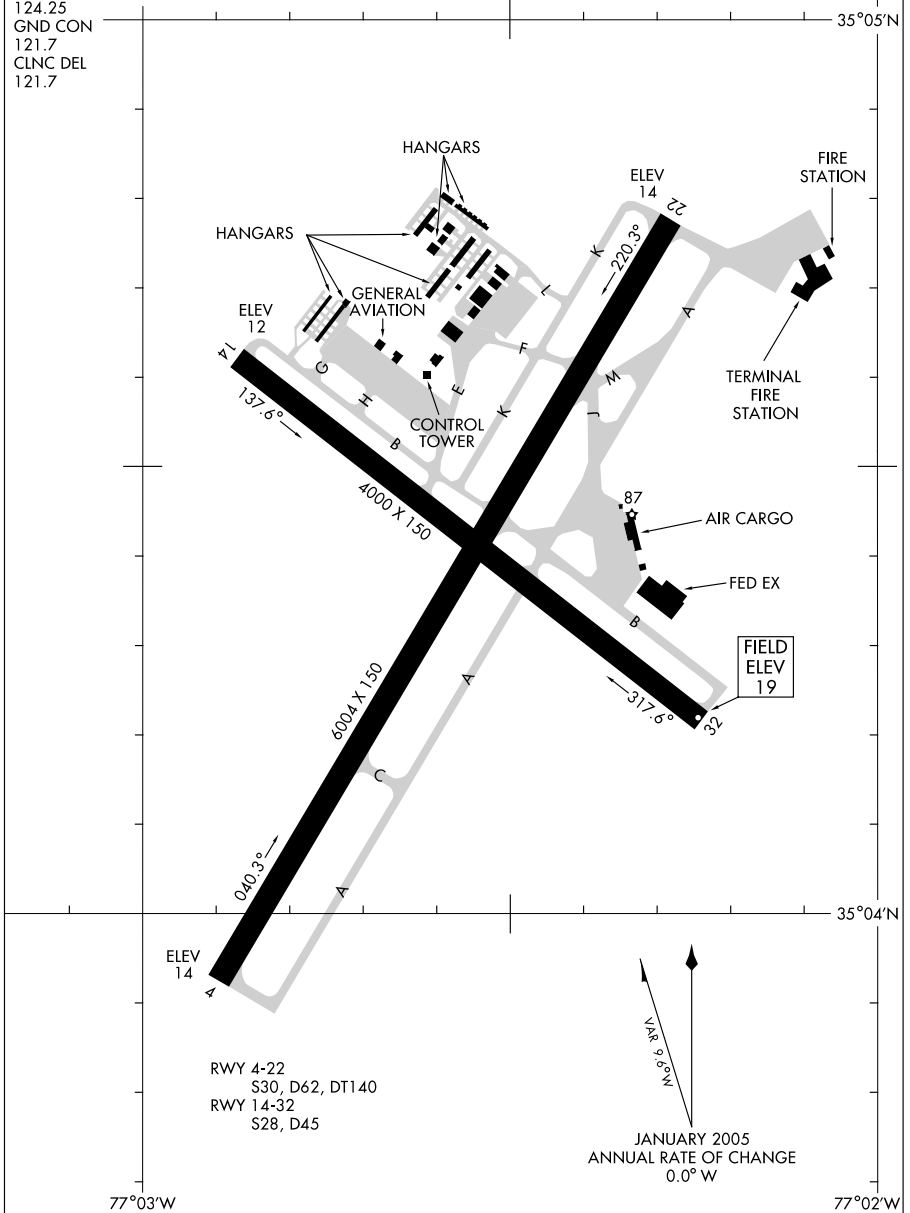 124.25
GND CON
121.7
CLNC DEL
121.7
35°05'N
HANGARS
FIRE
STATION
ELEV
14
22
HANGARS
K
220.3°
GENERAL
AVIATION
L
A
ELEV
12
14
F
G
M
TERMINAL
FIRE
STATION
137.6°
H
E
K
J
CONTROL
TOWER
B
4000 X 150
87
AIR CARGO
FED EX
B
FIELD
ELEV
19
A
317.6°
32
6004 X 150
C
040.3°
A
35°04'N
ELEV
14
4
VAR 9.6°W
RWY 4-22
S30, D62, DT140
RWY 14-32
S28, D45
JANUARY 2005
ANNUAL RATE OF CHANGE
0.0° W
77°03'W
77°02'W